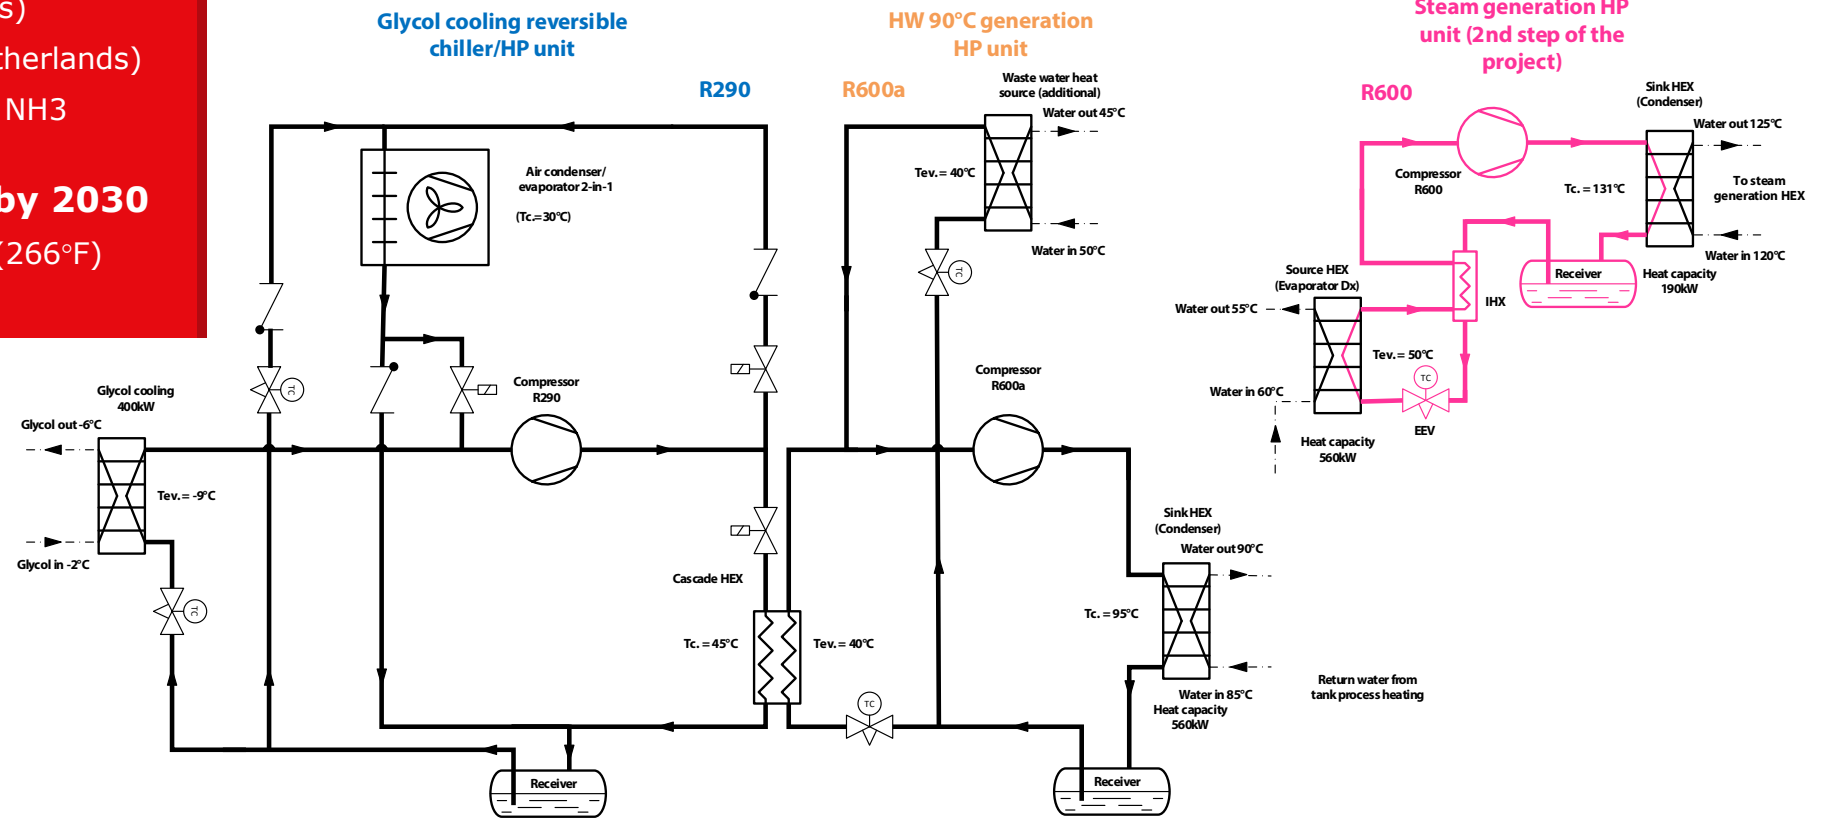 s)
therlands)
NH3
by 2030
(266°F)
Glycol cooling reversible
chiller/HP unit
R290
HW 90°C generation
HP unit
R600a
Steam generation HP
unit (2nd step of the
project)
R600
Waste water heat
source (additional)
Water out 45°C
Tev. = 40°C
Water in 50°C
TC
Air condenser/
evaporator 2-in-1
(Tc.=30°C)
Sink HEX
(Condenser)
Water out 125°C
Compressor
R600
Tc. = 131°C
To steam
generation HEX
Water in 120°C
Receiver
Heat capacity
190kW
IHX
Source HEX
(Evaporator Dx)
Water out 55°C
Tev. = 50°C
Water in 60°C
TC
EEV
Heat capacity
560kW
Glycol cooling
400kW
Glycol out -6°C
Tev. = -9°C
Glycol in -2°C
TC
TC
Compressor
R290
Compressor
R600a
Cascade HEX
Tc. = 45°C
Tev. = 40°C
TC
Sink HEX
(Condenser)
Water out 90°C
Tc. = 95°C
Water in 85°C
Heat capacity
560kW
Return water from
tank process heating
Receiver
Receiver